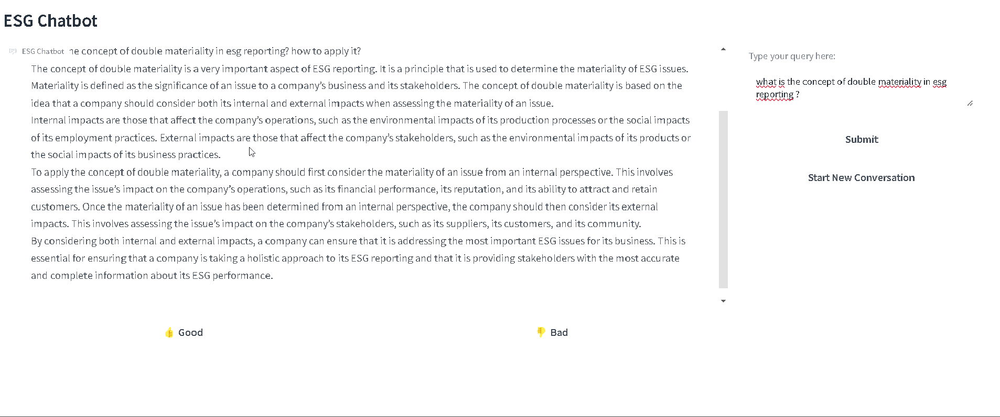 ESG Chatbot
ESG Chatbot
ne concept of double materiality in esg reporting? how to apply it?
The concept of double materiality is a very important aspect of ESG reporting. It is a principle that is used to determine the materiality of ESG issues.
Materiality is defined as the significance of an issue to a company's business and its stakeholders. The concept of double materiality is based on the
idea that a company should consider both its internal and external impacts when assessing the materiality of an issue.
Internal impacts are those that affect the company's operations, such as the environmental impacts of its production processes or the social impacts
of its employment practices. External impacts are those that affect the company's stakeholders, such as the environmental impacts of its products or
the social impacts of its business practices.
To apply the concept of double materiality, a company should first consider the materiality of an issue from an internal perspective. This involves
assessing the issue's impact on the company's operations, such as its financial performance, its reputation, and its ability to attract and retain
customers. Once the materiality of an issue has been determined from an internal perspective, the company should then consider its external
impacts. This involves assessing the issue's impact on the company's stakeholders, such as its suppliers, its customers, and its community.
By considering both internal and external impacts, a company can ensure that it is addressing the most important ESG issues for its business. This is
essential for ensuring that a company is taking a holistic approach to its ESG reporting and that it is providing stakeholders with the most accurate
and complete information about its ESG performance.
👍 Good
👎 Bad
Type your query here:
what is the concept of double materiality in esg
reporting ?
Submit
Start New Conversation